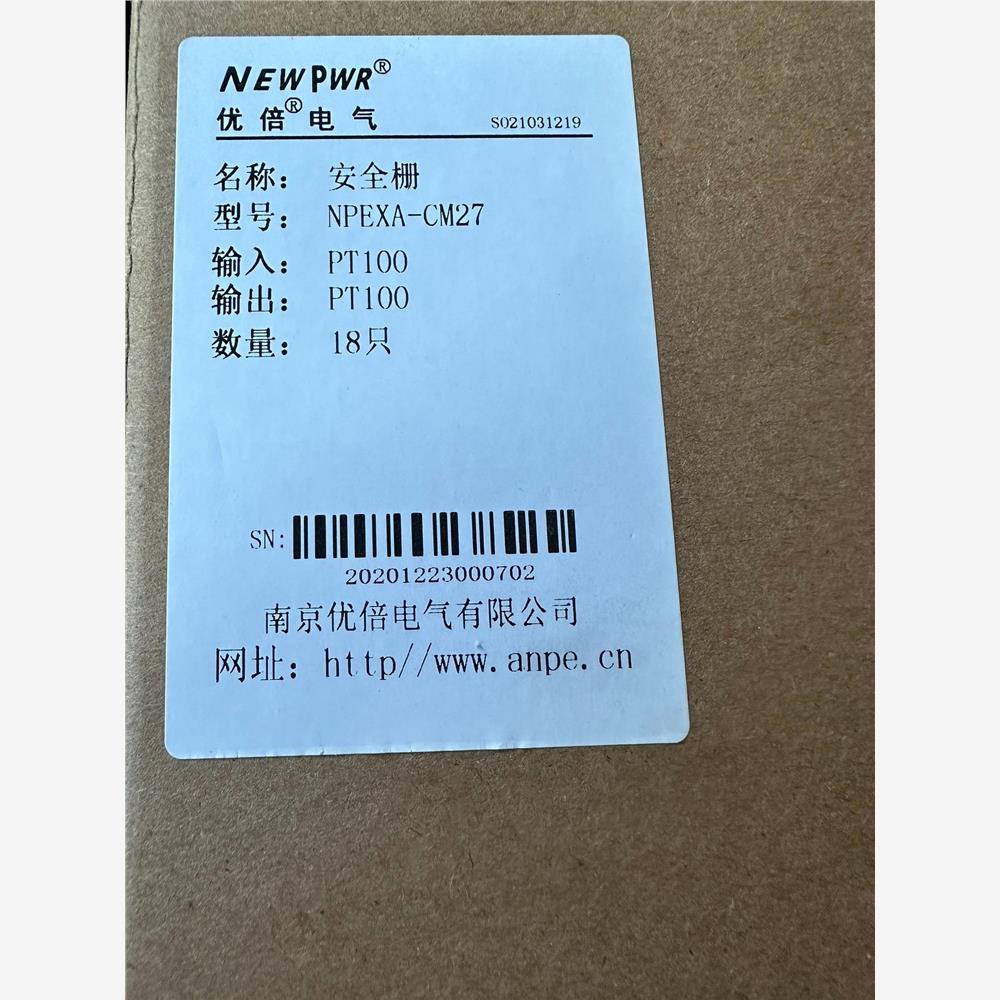 NEWPWR®
优倍®电气 S021031219
名称： 安全栅
型号： NPEXA-CM27
输入： PT100
输出： PT100
数量： 18只
SN:
20201223000702
南京优倍电气有限公司
网址：http//www.anpe.cn